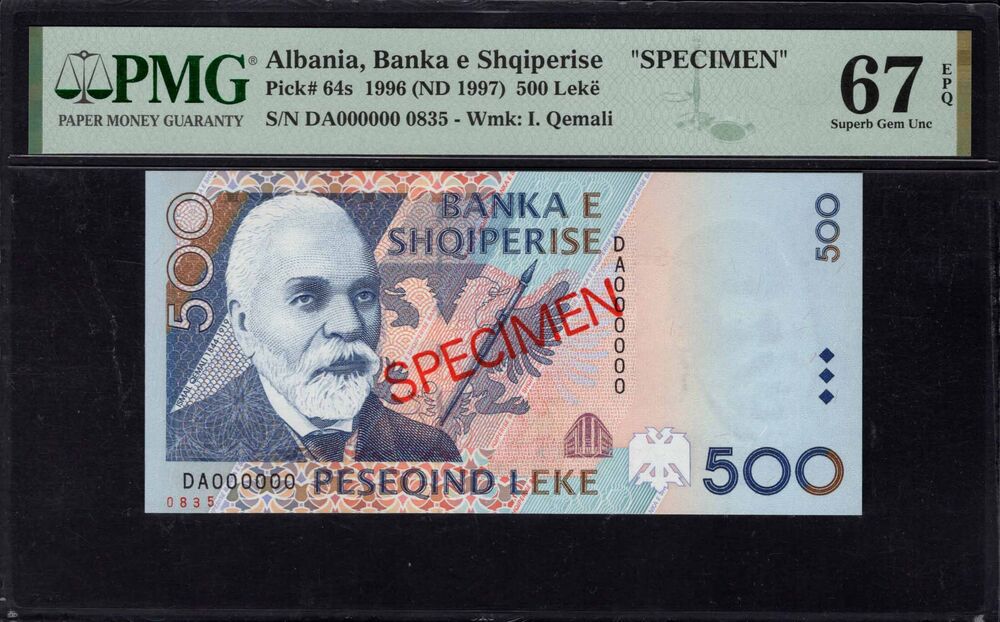 PMG®
PAPER MONEY GUARANTY
Albania, Banka e Shqiperise "SPECIMEN"
Pick# 64s 1996 (ND 1997) 500 Lekë
S/N DA000000 0835 - Wmk: I. Qemali
67 EPQ
Superb Gem Unc
500
BANKA E
SHQIPERISE
DA000000
500
SPECIMEN
DA000000
0835
PESEQIND LEKE
500